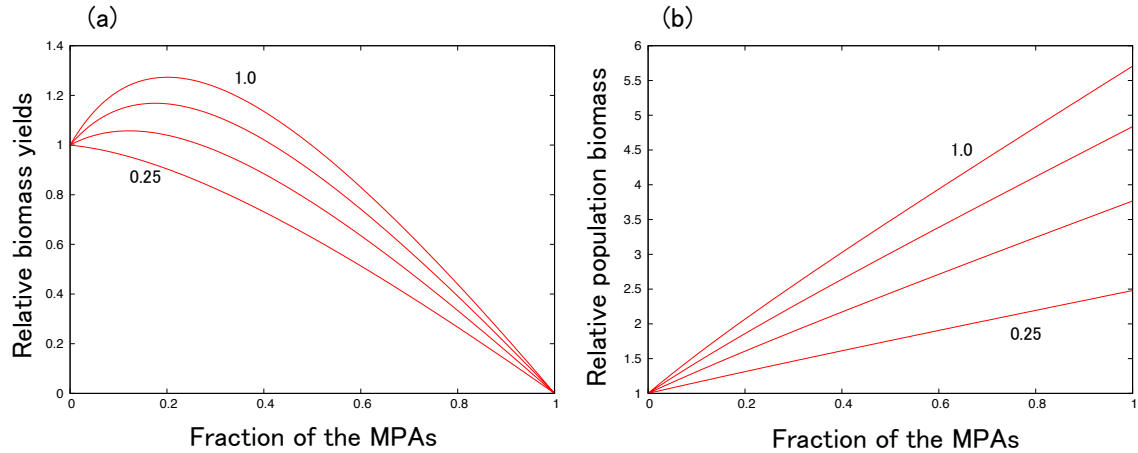 (a)
Relative biomass yields
1.4
1.2
1
0.8
0.6
0.4
0.2
0
1.0
0.25
0 0.2 0.4 0.6 0.8 1
Fraction of the MPAs
(b)
Relative population biomass
6
5.5
5
4.5
4
3.5
3
2.5
2
1.5
1
1.0
0.25
0 0.2 0.4 0.6 0.8 1
Fraction of the MPAs